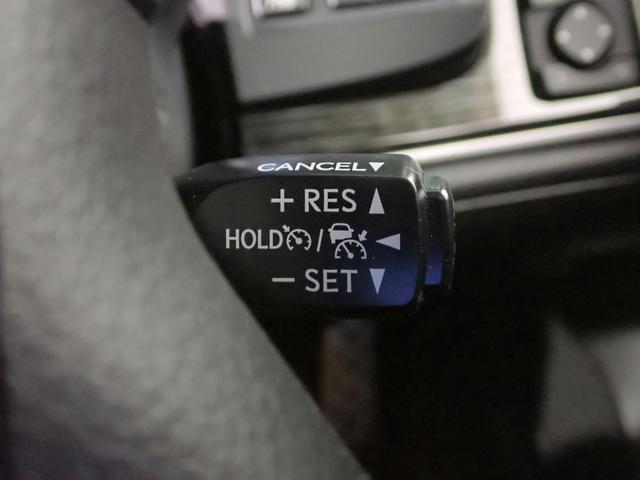 CANCEL▼
+ RES ▲
HOLD / ◀
− SET ▼